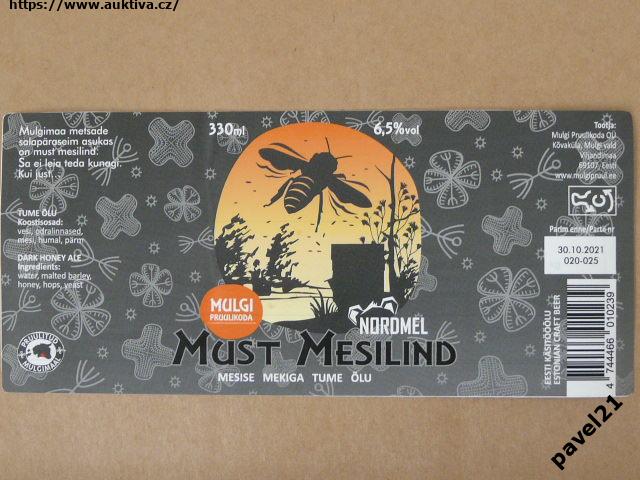 https://www.auktiva.cz/
Mulgimaa metsade
salapäraseim asukas
on must mesilind.
Sa ei leia teda kunagi.
Kui just...
TUME ÕLU
Koostisosad:
vesi, odralinnased,
mesi, humal, pärm
DARK HONEY ALE
Ingredients:
water, malted barley,
honey, hops, yeast
PRUULITUD
MULGIMAAL
330ml
6,5%vol
MULGI
PRUULIKODA
NORDMEL
MUST MESILIND
MESISE MEKIGA TUME ÕLU
Tootja:
Mulgi Pruulikoda OÜ
Kõvaküla, Mulgi vald
Viljandimaa
69107, Eesti
www.mulgipruul.ee
Parim enne/Partii nr
30.10.2021
020-025
EESTI KÄSITÖÖÕLU
ESTONIAN CRAFT BEER
4 744466 010239
pavel21